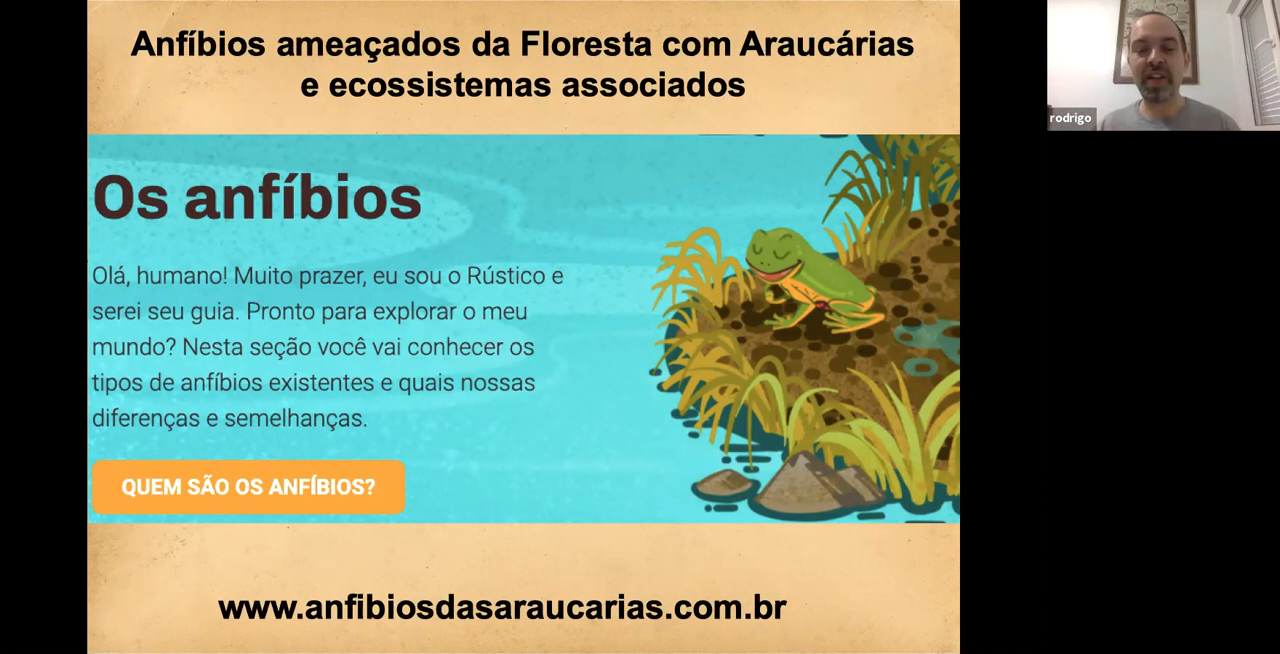 Anfíbios ameaçados da Floresta com Araucárias
e ecossistemas associados
Os anfíbios
Olá, humano! Muito prazer, eu sou o Rústico e
serei seu guia. Pronto para explorar o meu
mundo? Nesta seção você vai conhecer os
tipos de anfíbios existentes e quais nossas
diferenças e semelhanças.
QUEM SÃO OS ANFÍBIOS?
www.anfibiosdasaraucarias.com.br
rodrigo